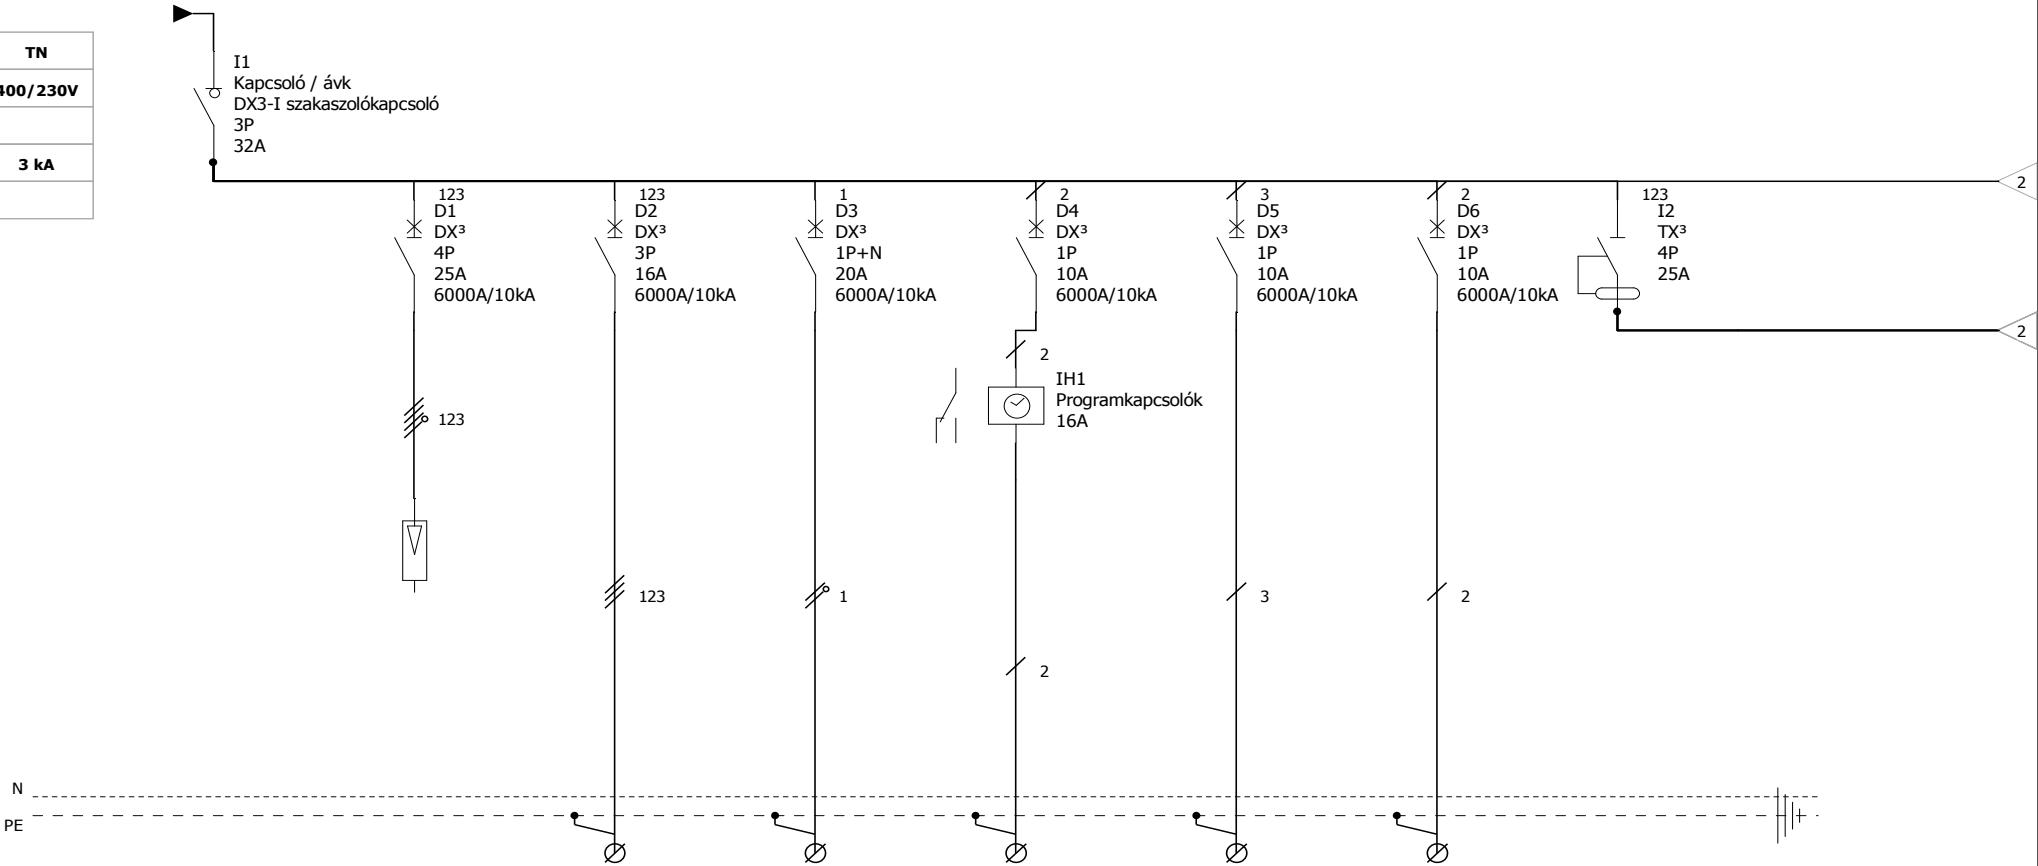 TN
400/230V
3 kA
I1
Kapcsoló / ávk
DX3-I szakaszolókapcsoló
3P
32A
2
123
D1
DX³
4P
25A
6000A/10kA
123
D2
DX³
3P
16A
6000A/10kA
1
D3
DX³
1P+N
20A
6000A/10kA
2
D4
DX³
1P
10A
6000A/10kA
3
D5
DX³
1P
10A
6000A/10kA
2
D6
DX³
1P
10A
6000A/10kA
123
I2
TX³
4P
25A
2
2
IH1
Programkapcsolók
16A
123
123
1
3
2
2
N
PE